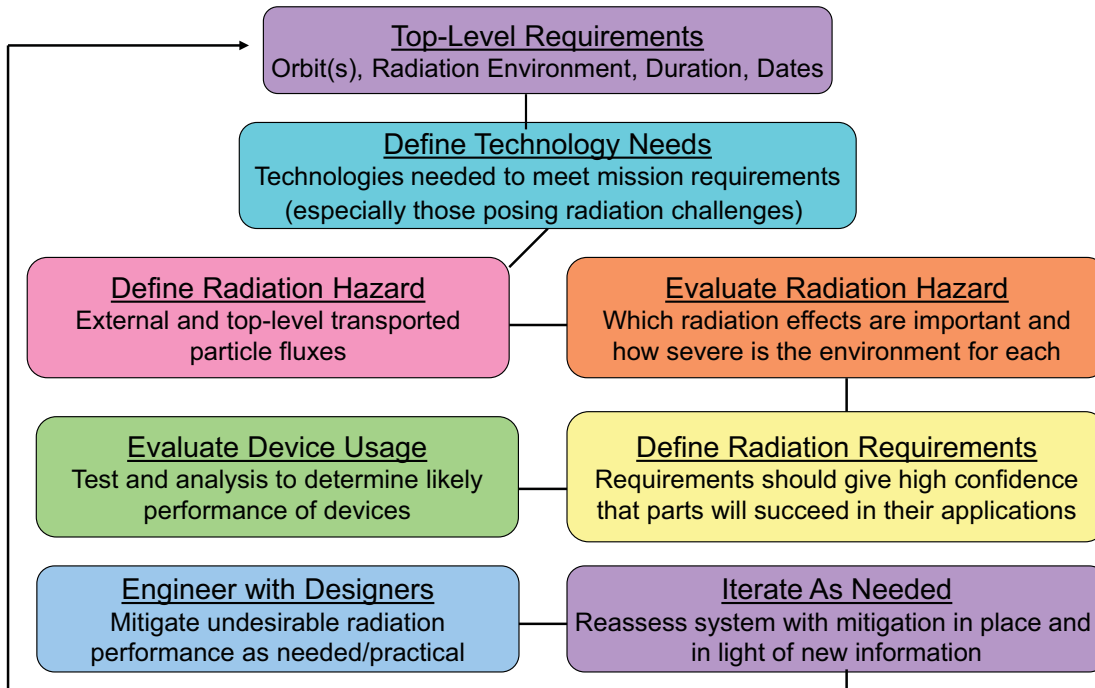 Top-Level Requirements
Orbit(s), Radiation Environment, Duration, Dates
Define Technology Needs
Technologies needed to meet mission requirements
(especially those posing radiation challenges)
Define Radiation Hazard
External and top-level transported
particle fluxes
Evaluate Radiation Hazard
Which radiation effects are important and
how severe is the environment for each
Evaluate Device Usage
Test and analysis to determine likely
performance of devices
Define Radiation Requirements
Requirements should give high confidence
that parts will succeed in their applications
Engineer with Designers
Mitigate undesirable radiation
performance as needed/practical
Iterate As Needed
Reassess system with mitigation in place and
in light of new information